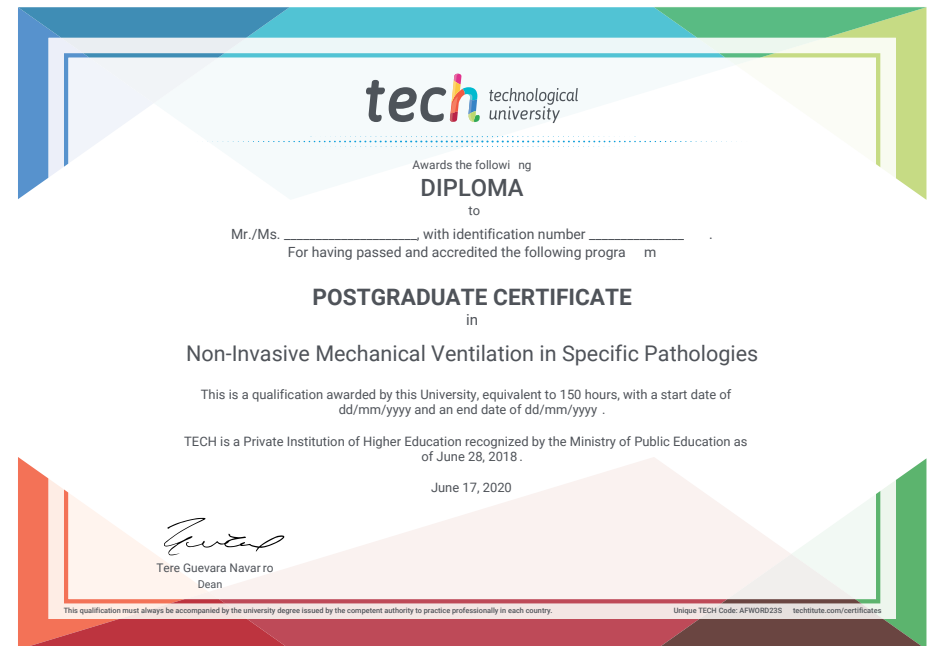 tech technological
university
Awards the followi ng
DIPLOMA
to
Mr./Ms. _____________________, with identification number _______________ .
For having passed and accredited the following progra m
POSTGRADUATE CERTIFICATE
in
Non-Invasive Mechanical Ventilation in Specific Pathologies
This is a qualification awarded by this University, equivalent to 150 hours, with a start date of
dd/mm/yyyy and an end date of dd/mm/yyyy .
TECH is a Private Institution of Higher Education recognized by the Ministry of Public Education as
of June 28, 2018 .
June 17, 2020
Tere Guevara Navar ro
Dean
This qualification must always be accompanied by the university degree issued by the competent authority to practice professionally in each country.
Unique TECH Code: AFWORD23S techtitute.com/certificates